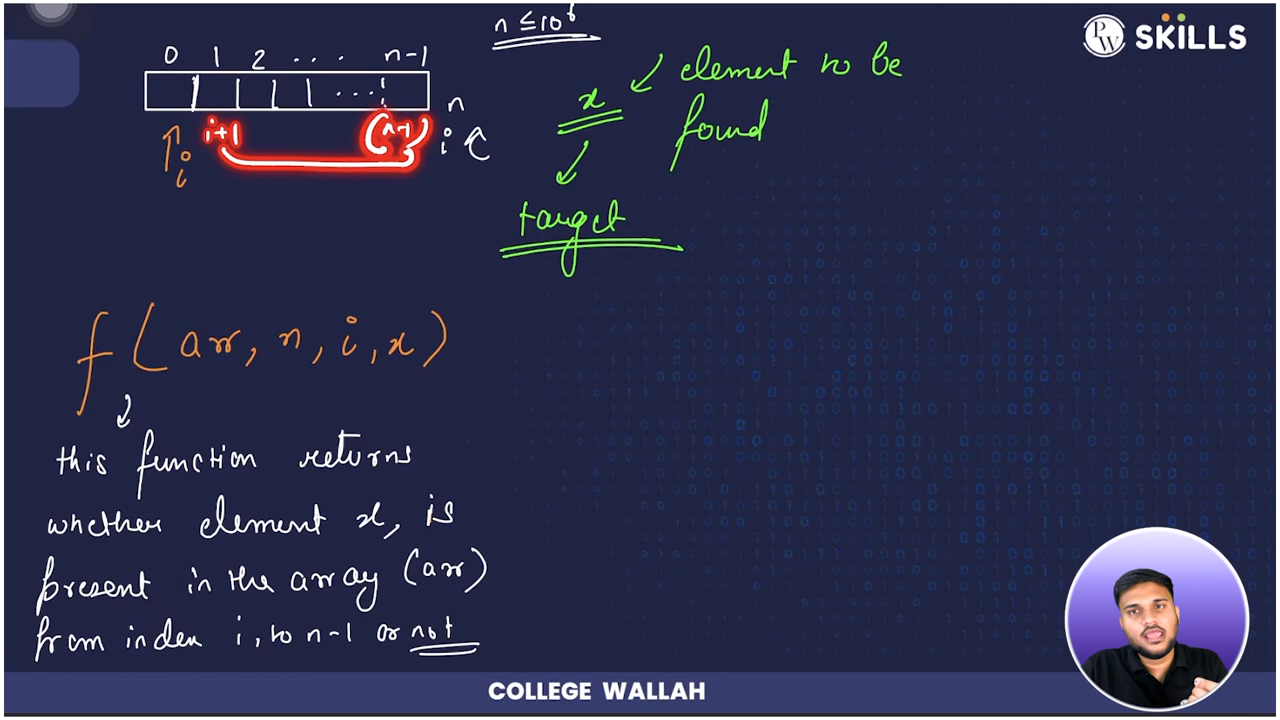 n ≤ 10⁶
PW SKILLS
0 1 2 . . . . n-1
. . . . n
i i+1 (n-1) i
x element to be
found
target
f(arr, n, i, x)
this function returns
whether element x, is
present in the array (arr)
from index i, to n-1 or not
COLLEGE WALLAH